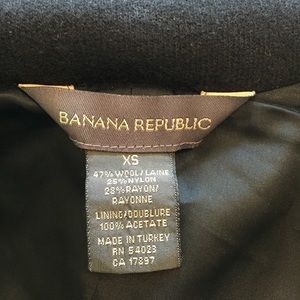 BANANA REPUBLIC
XS
47% WOOL/LAINE
25% NYLON
28% RAYON/
RAYONNE
LINING/DOUBLURE
100% ACETATE
MADE IN TURKEY
RN 54023
CA 17897